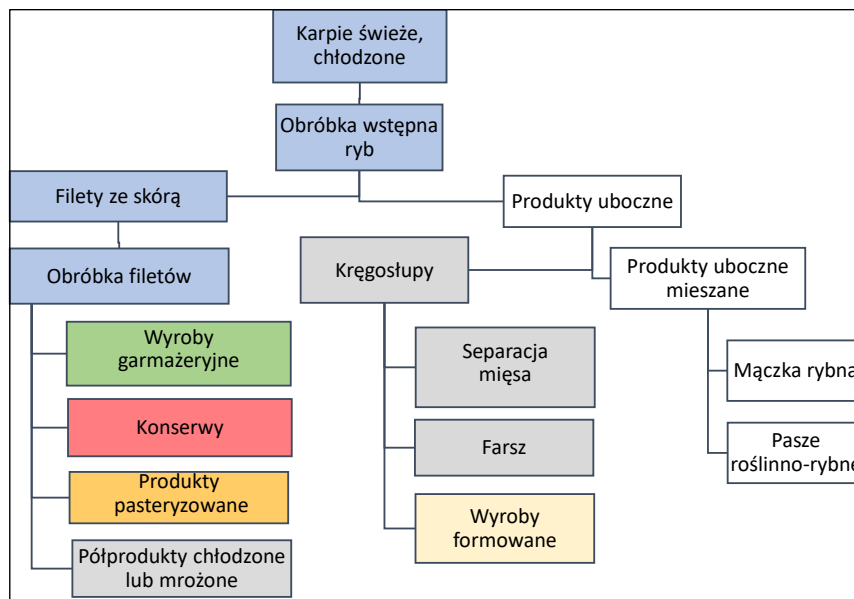 Karpie świeże,
chłodzone
Obróbka wstępna
ryb
Filety ze skórą
Produkty uboczne
Obróbka filetów
Kręgosłupy
Produkty uboczne
mieszane
Wyroby
garmażeryjne
Separacja
mięsa
Mączka rybna
Konserwy
Farsz
Pasze
roślinno-rybne
Produkty
pasteryzowane
Wyroby
formowane
Półprodukty chłodzone
lub mrożone